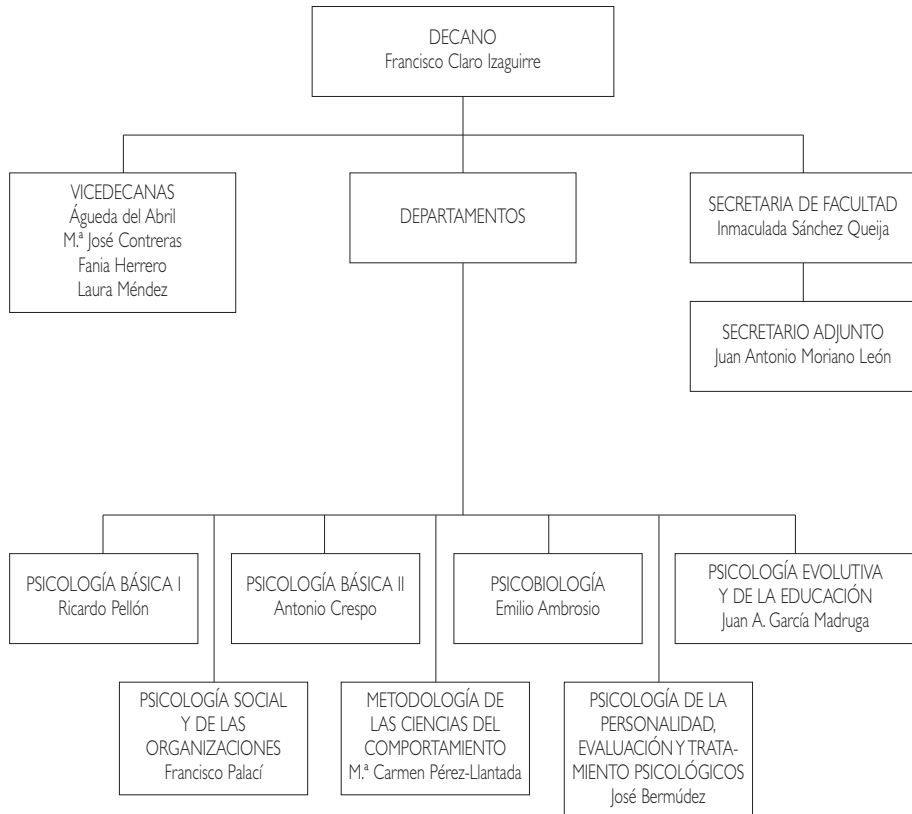 DECANO
Francisco Claro Izaguirre
VICEDECANAS
Águeda del Abril
M.ª José Contreras
Fania Herrero
Laura Méndez
DEPARTAMENTOS
SECRETARIA DE FACULTAD
Inmaculada Sánchez Queija
SECRETARIO ADJUNTO
Juan Antonio Moriano León
PSICOLOGÍA BÁSICA I
Ricardo Pellón
PSICOLOGÍA BÁSICA II
Antonio Crespo
PSICOBIOLOGÍA
Emilio Ambrosio
PSICOLOGÍA EVOLUTIVA
Y DE LA EDUCACIÓN
Juan A. García Madruga
PSICOLOGÍA SOCIAL
Y DE LAS
ORGANIZACIONES
Francisco Palací
METODOLOGÍA DE
LAS CIENCIAS DEL
COMPORTAMIENTO
M.ª Carmen Pérez-Llantada
PSICOLOGÍA DE LA
PERSONALIDAD,
EVALUACIÓN Y TRATA-
MIENTO PSICOLÓGICOS
José Bermúdez